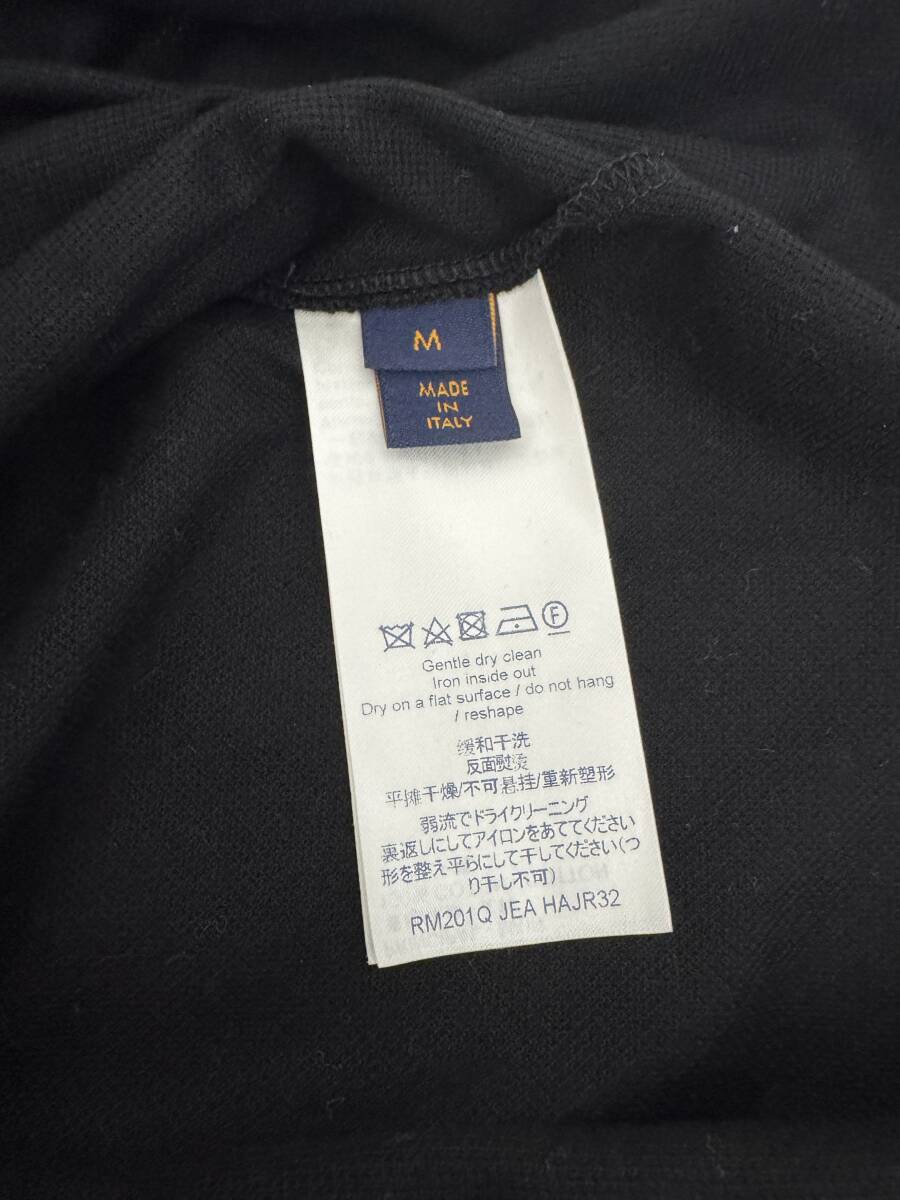 M
MADE
IN
ITALY
Gentle dry clean
Iron inside out
Dry on a flat surface / do not hang
/ reshape
缓和干洗
反面熨烫
平摊干燥/不可悬挂/重新塑形
弱流でドライクリーニング
裏返しにしてアイロンをあててください
形を整え平らにして干してください(つ
り干し不可)
RM201Q JEA HAJR32